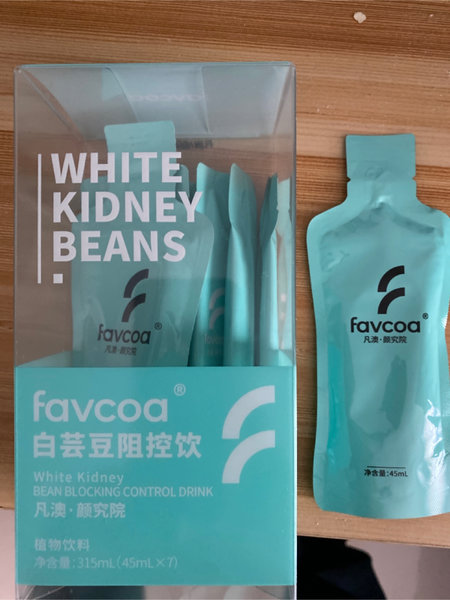 favcoa
WHITE
KIDNEY
BEANS
favcoa®
凡澳·颜究院
favcoa®
白芸豆阻控饮
White Kidney
BEAN BLOCKING CONTROL DRINK
凡澳·颜究院
植物饮料
净含量:315mL(45mL×7)
favcoa®
凡澳·颜究院
净含量:45mL